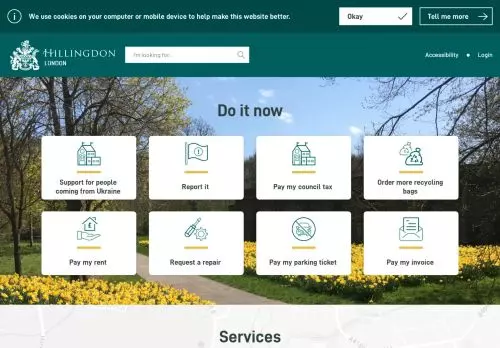 We use cookies on your computer or mobile device to help make this website better.
Okay
Tell me more
HILLINGDON
LONDON
I'm looking for...
Accessibility
Login
Do it now
Support for people
coming from Ukraine
Report it
Pay my council tax
Order more recycling
bags
Pay my rent
Request a repair
Pay my parking ticket
Pay my invoice
Services